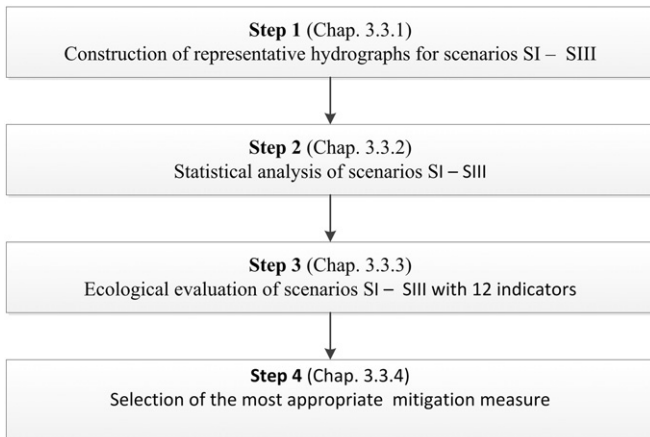 Step 1 (Chap. 3.3.1)
Construction of representative hydrographs for scenarios SI – SIII
Step 2 (Chap. 3.3.2)
Statistical analysis of scenarios SI – SIII
Step 3 (Chap. 3.3.3)
Ecological evaluation of scenarios SI – SIII with 12 indicators
Step 4 (Chap. 3.3.4)
Selection of the most appropriate mitigation measure